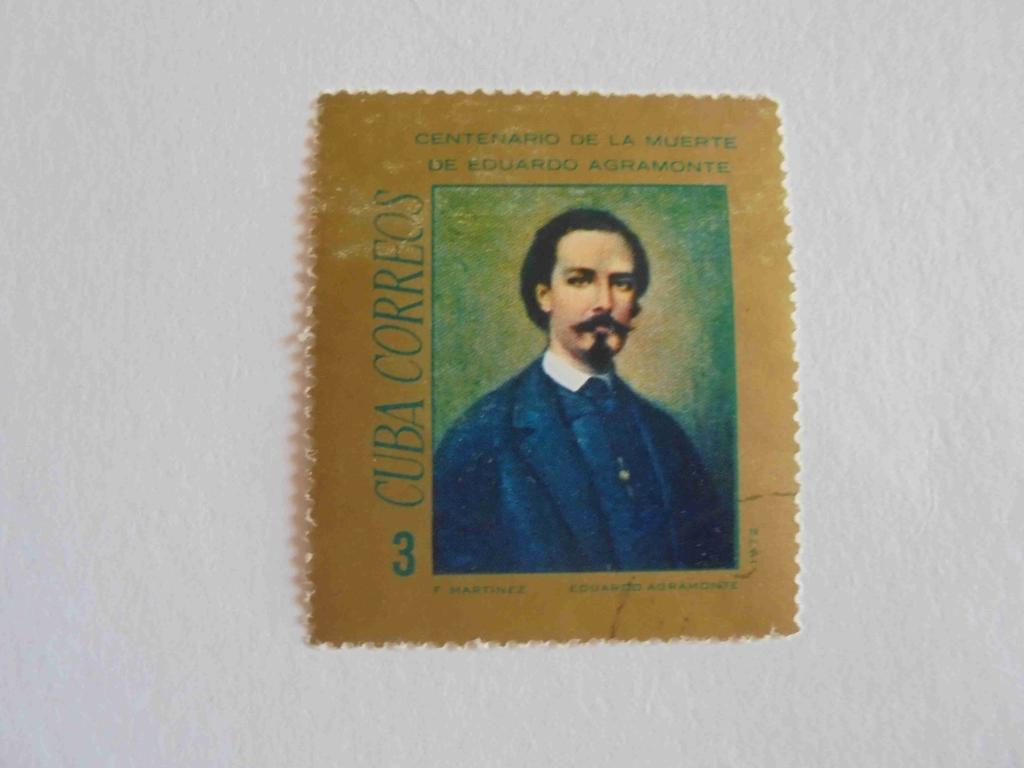 CENTENARIO DE LA MUERTE
DE EDUARDO AGRAMONTE
3 CUBA CORREOS
1972
F MARTINEZ EDUARDO AGRAMONTE